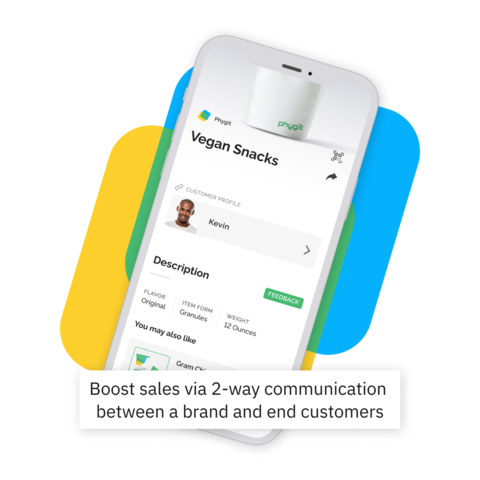 phygit
Phygit
Vegan Snacks
CUSTOMER PROFILE
Kevin
Description
FEEDBACK
FLAVOR
Original
ITEM FORM
Granules
WEIGHT
12 Ounces
You may also like
Gram
Boost sales via 2-way communication
between a brand and end customers